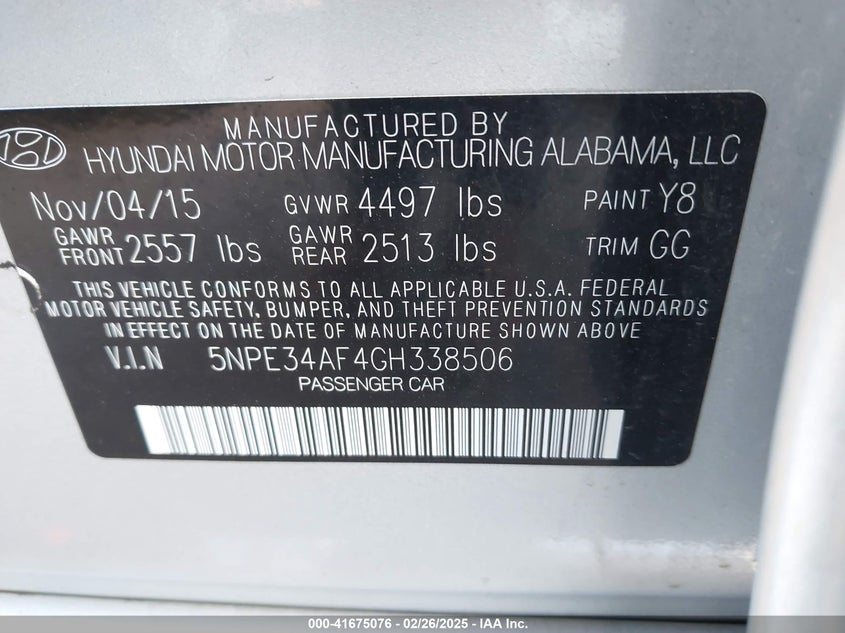 MANUFACTURED BY
HYUNDAI MOTOR MANUFACTURING ALABAMA, LLC
Nov/04/15 GVWR 4497 lbs PAINT Y8
GAWR FRONT 2557 lbs GAWR REAR 2513 lbs TRIM GG
THIS VEHICLE CONFORMS TO ALL APPLICABLE U.S.A. FEDERAL
MOTOR VEHICLE SAFETY, BUMPER, AND THEFT PREVENTION STANDARDS
IN EFFECT ON THE DATE OF MANUFACTURE SHOWN ABOVE
V.I.N 5NPE34AF4GH338506
PASSENGER CAR
000-41675076 - 02/26/2025 - IAA Inc.